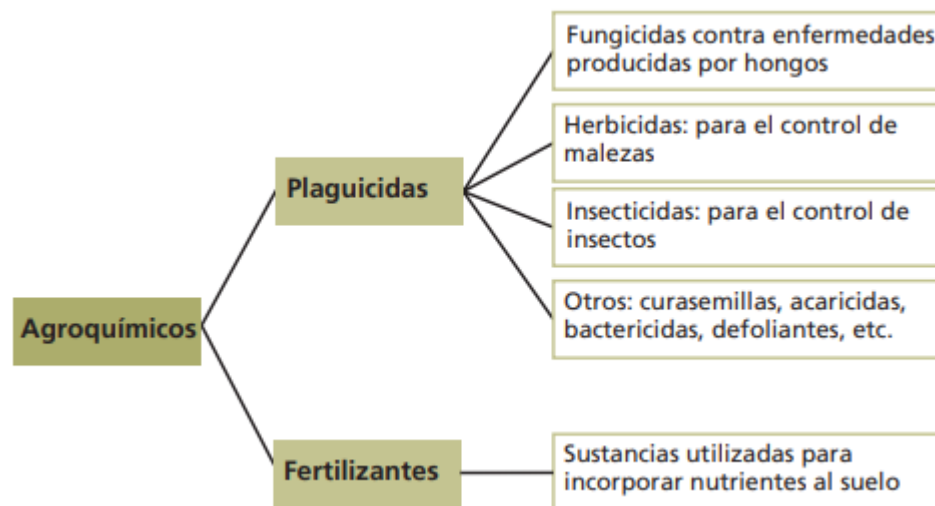 Agroquímicos
Plaguicidas
Fungicidas contra enfermedades
producidas por hongos
Herbicidas: para el control de
malezas
Insecticidas: para el control de
insectos
Otros: curasemillas, acaricidas,
bactericidas, defoliantes, etc.
Fertilizantes
Sustancias utilizadas para
incorporar nutrientes al suelo